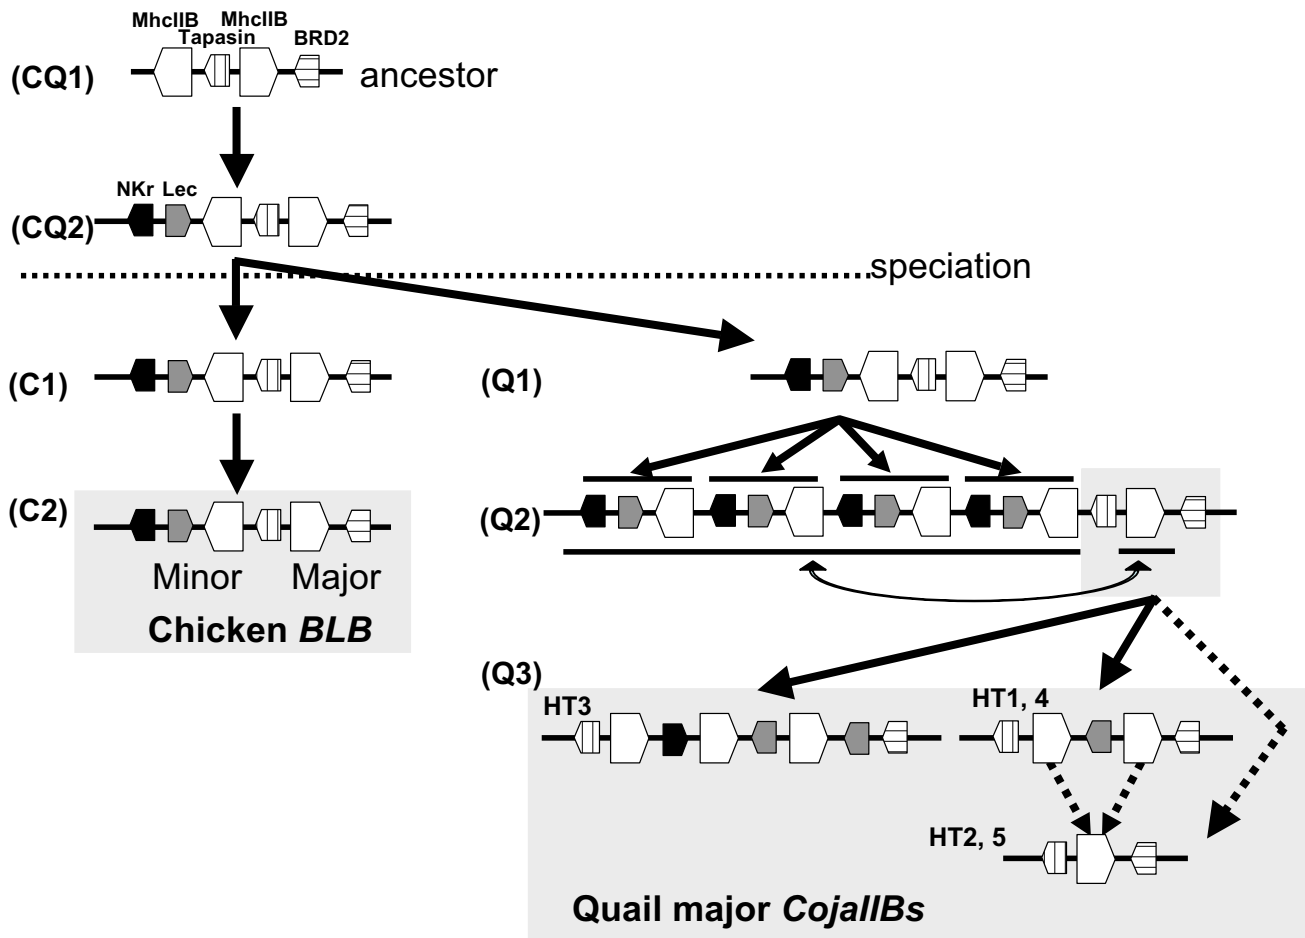 MhcIIB MhcIIB
Tapasin BRD2
(CQ1) ancestor
NKr Lec
(CQ2)
speciation
(C1) (Q1)
(C2) (Q2)
Minor Major
Chicken BLB
(Q3)
HT3 HT1, 4
HT2, 5
Quail major CojaIIBs